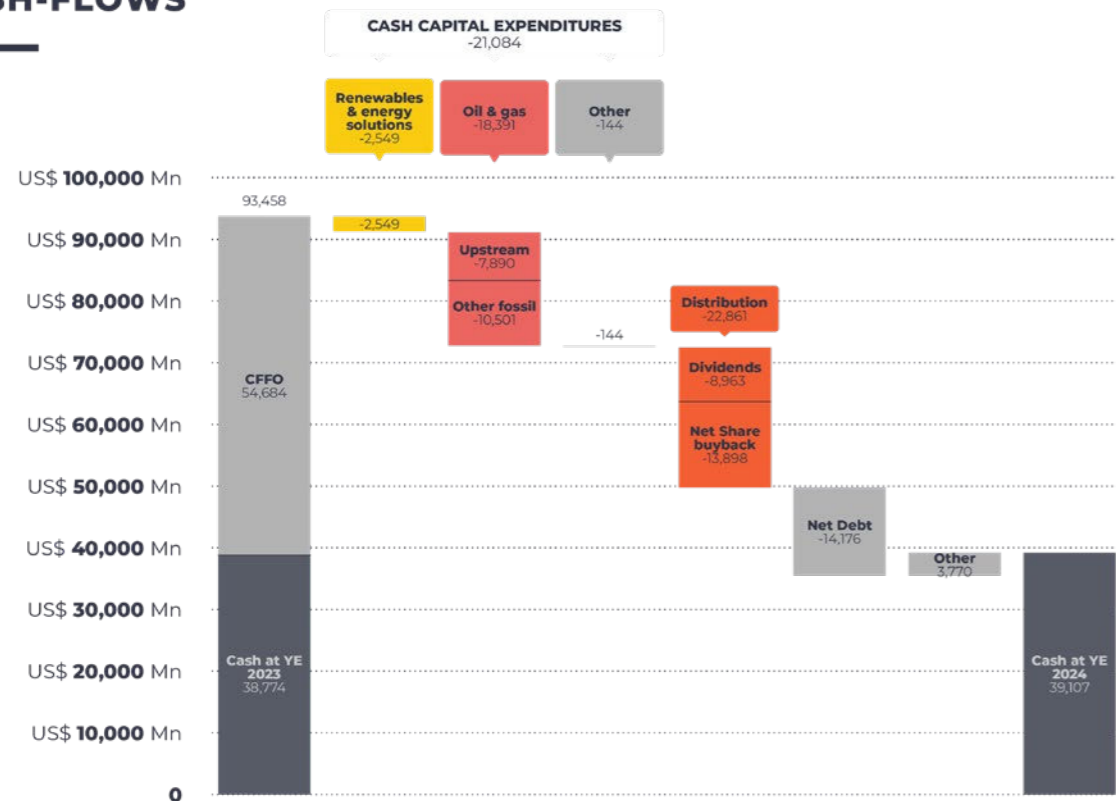 SH-FLOWS
CASH CAPITAL EXPENDITURES
-21,084
Renewables
& energy
solutions
-2,549
Oil & gas
-18,391
Other
-144
US$ 100,000 Mn
93,458
US$ 90,000 Mn
-2,549
Upstream
-7,890
US$ 80,000 Mn
Other fossil
-10,501
Distribution
-22,861
-144
US$ 70,000 Mn
CFFO
54,684
Dividends
-8,963
US$ 60,000 Mn
Net Share
buyback
-13,898
US$ 50,000 Mn
Net Debt
-14,176
US$ 40,000 Mn
Other
3,770
US$ 30,000 Mn
Cash at YE
2023
38,774
Cash at YE
2024
39,107
US$ 20,000 Mn
US$ 10,000 Mn
0